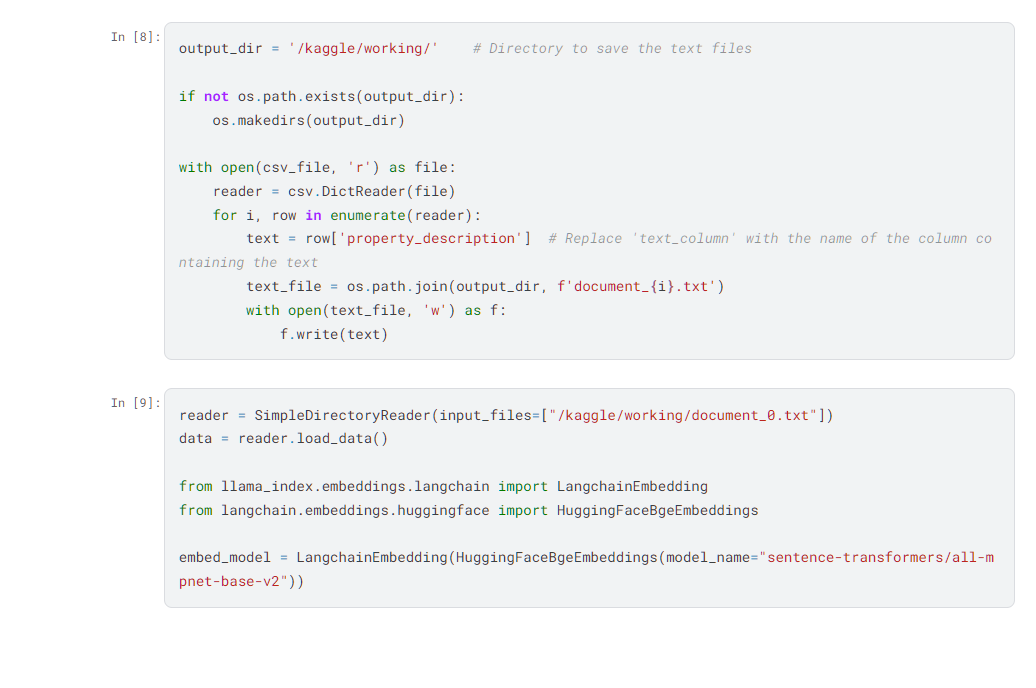 In [8]:
output_dir = '/kaggle/working/'    # Directory to save the text files
if not os.path.exists(output_dir):
    os.makedirs(output_dir)
with open(csv_file, 'r') as file:
    reader = csv.DictReader(file)
    for i, row in enumerate(reader):
        text = row['property_description']  # Replace 'text_column' with the name of the column co
ntaining the text
        text_file = os.path.join(output_dir, f'document_{i}.txt')
        with open(text_file, 'w') as f:
            f.write(text)
In [9]:
reader = SimpleDirectoryReader(input_files=["/kaggle/working/document_0.txt"])
data = reader.load_data()
from llama_index.embeddings.langchain import LangchainEmbedding
from langchain.embeddings.huggingface import HuggingFaceBgeEmbeddings
embed_model = LangchainEmbedding(HuggingFaceBgeEmbeddings(model_name="sentence-transformers/all-m
pnet-base-v2"))